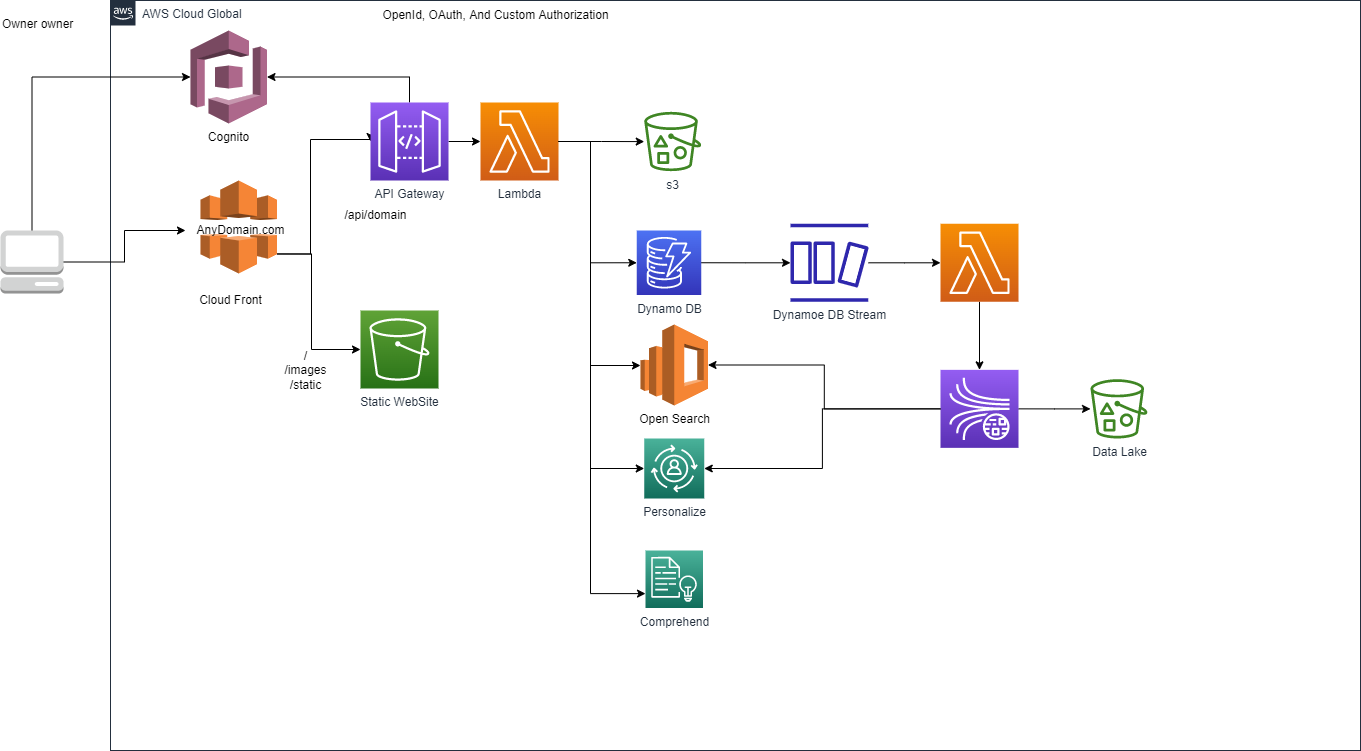 Owner owner
aws
AWS Cloud Global
OpenId, OAuth, And Custom Authorization
Cognito
</>
API Gateway
Lambda
s3
/api/domain
AnyDomain.com
Cloud Front
Dynamo DB
Dynamoe DB Stream
/
/images
/static
Static WebSite
Open Search
Data Lake
Personalize
Comprehend